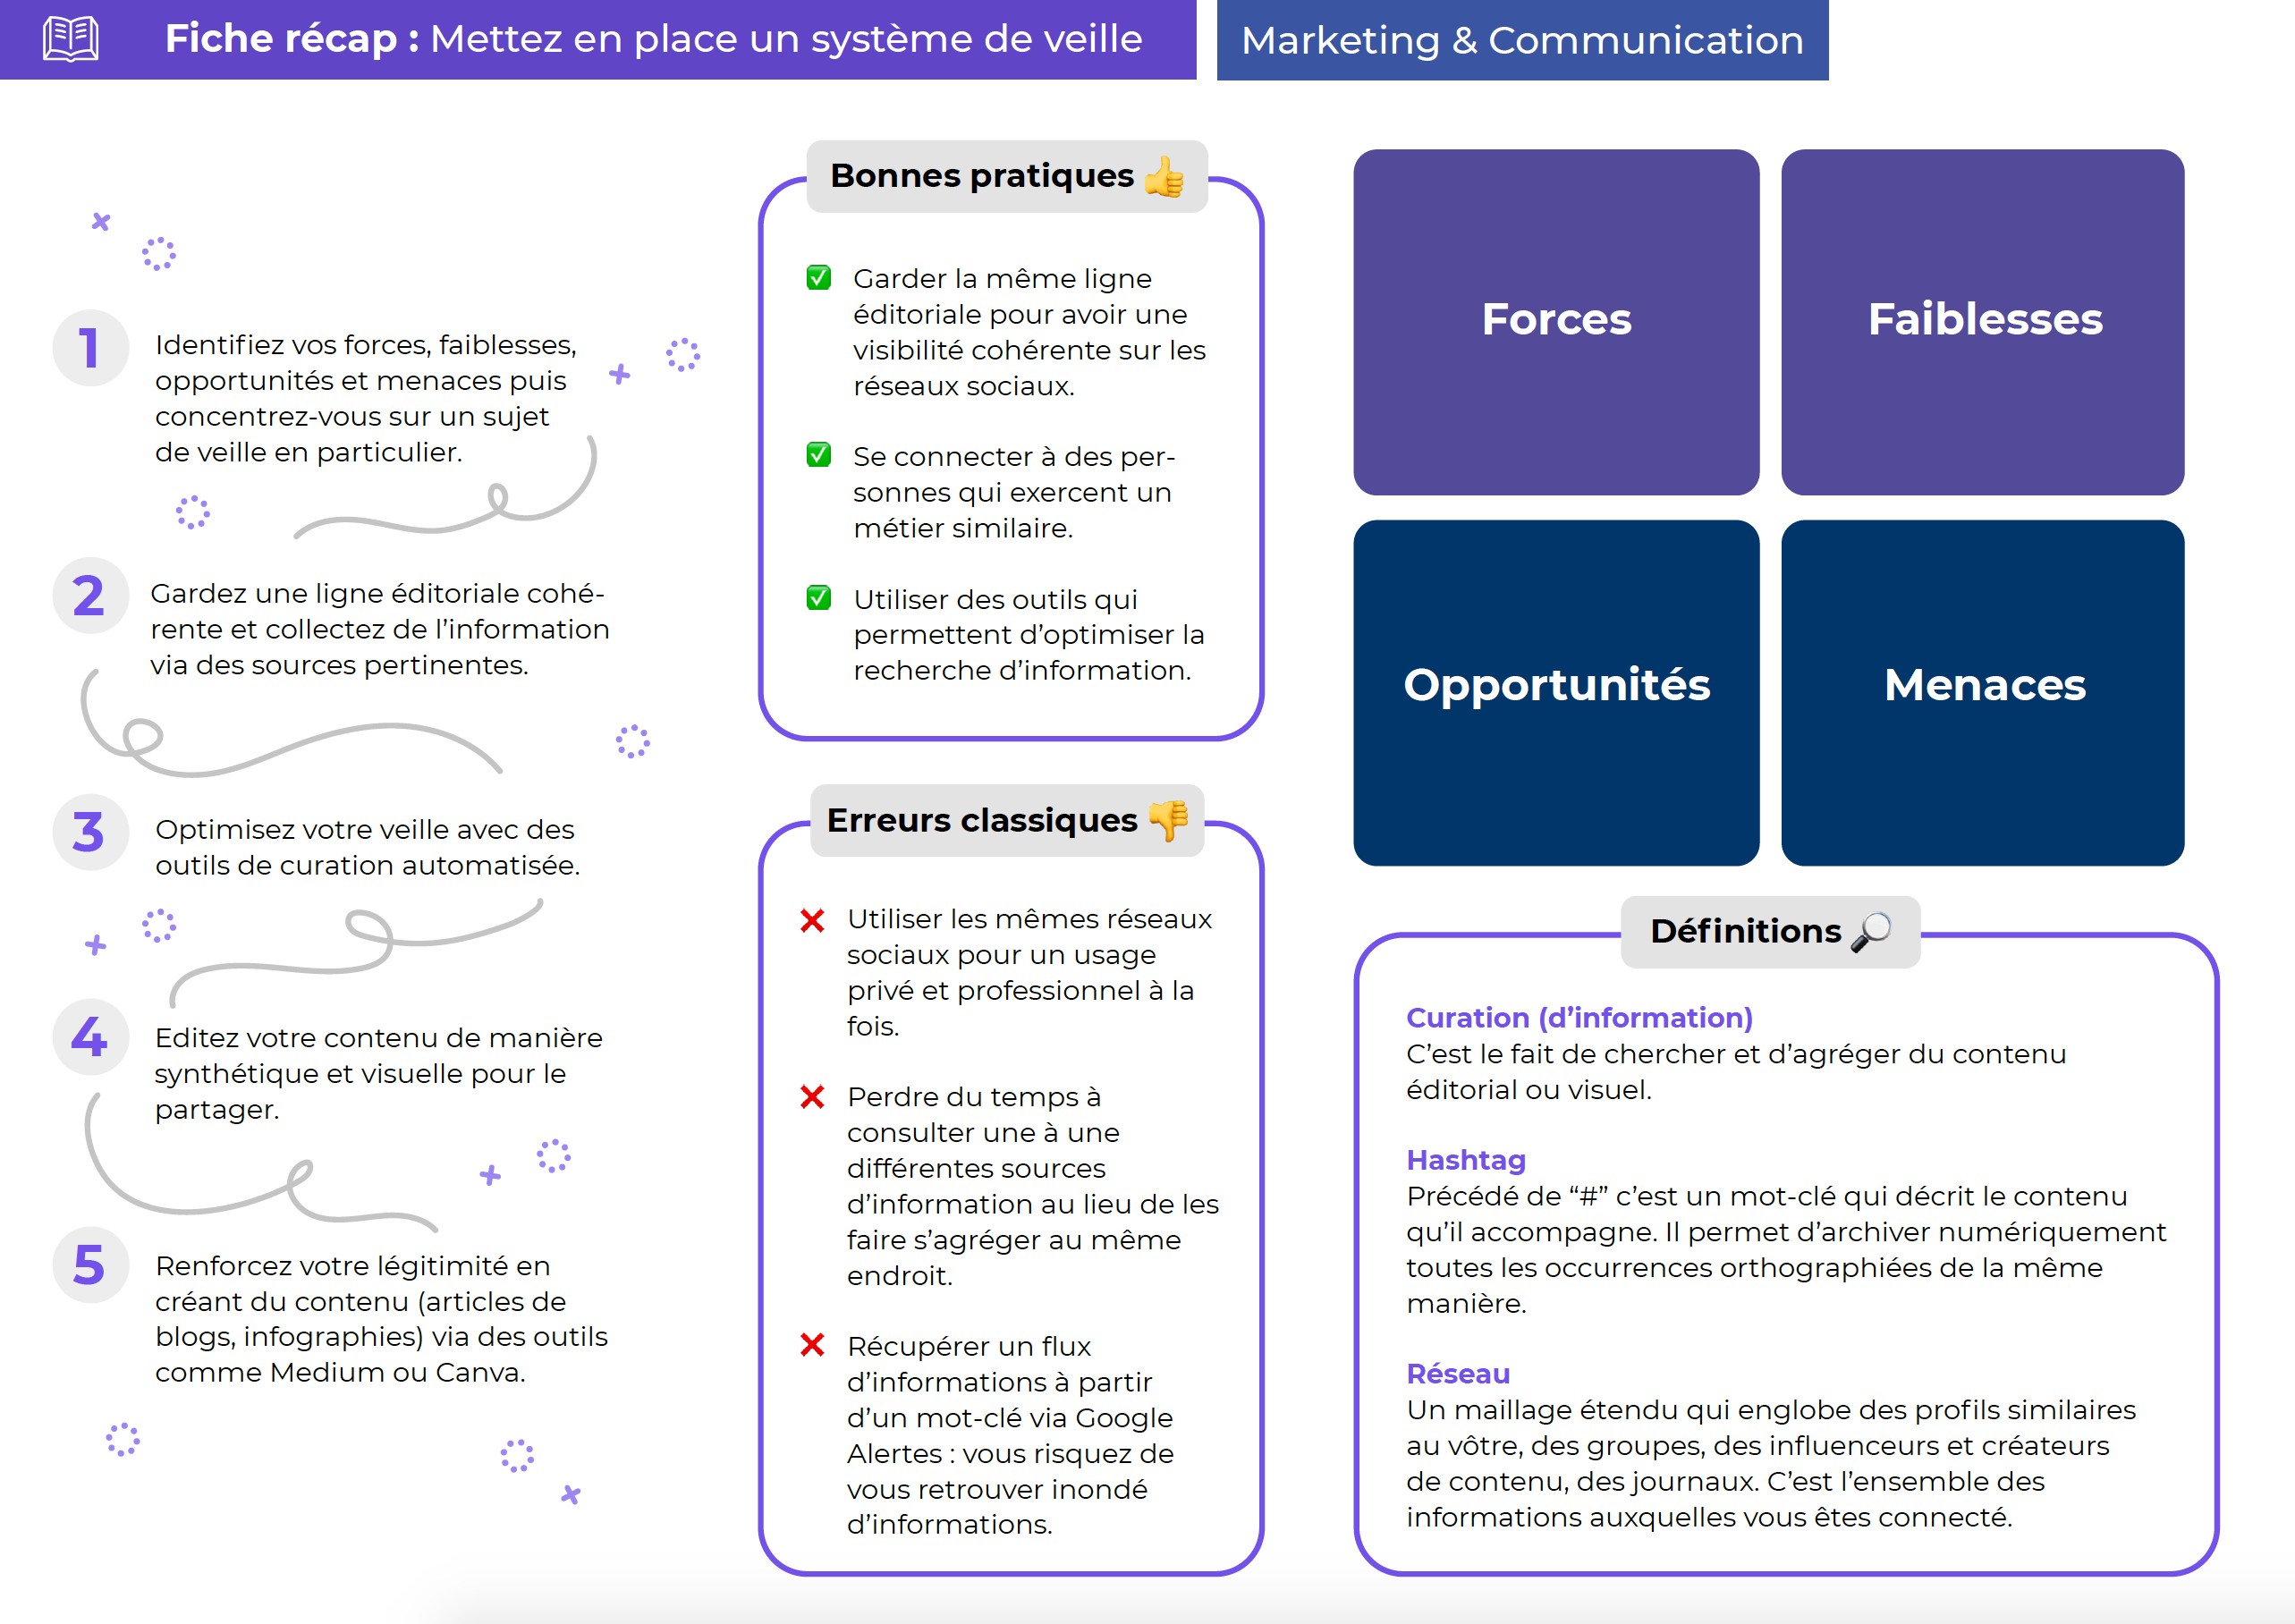 Fiche récap : Mettez en place un système de veille
Marketing & Communication
1
Identifiez vos forces, faiblesses,
opportunités et menaces puis
concentrez-vous sur un sujet
de veille en particulier.
2
Gardez une ligne éditoriale cohé-
rente et collectez de l’information
via des sources pertinentes.
3
Optimisez votre veille avec des
outils de curation automatisée.
4
Editez votre contenu de manière
synthétique et visuelle pour le
partager.
5
Renforcez votre légitimité en
créant du contenu (articles de
blogs, infographies) via des outils
comme Medium ou Canva.
Bonnes pratiques 👍
✅ Garder la même ligne
éditoriale pour avoir une
visibilité cohérente sur les
réseaux sociaux.
✅ Se connecter à des per-
sonnes qui exercent un
métier similaire.
✅ Utiliser des outils qui
permettent d’optimiser la
recherche d’information.
Erreurs classiques 👎
❌ Utiliser les mêmes réseaux
sociaux pour un usage
privé et professionnel à la
fois.
❌ Perdre du temps à
consulter une à une
différentes sources
d’information au lieu de les
faire s’agréger au même
endroit.
❌ Récupérer un flux
d’informations à partir
d’un mot-clé via Google
Alertes : vous risquez de
vous retrouver inondé
d’informations.
Forces
Faiblesses
Opportunités
Menaces
Définitions 🔎
Curation (d’information)
C’est le fait de chercher et d’agréger du contenu
éditorial ou visuel.
Hashtag
Précédé de “#” c’est un mot-clé qui décrit le contenu
qu’il accompagne. Il permet d’archiver numériquement
toutes les occurrences orthographiées de la même
manière.
Réseau
Un maillage étendu qui englobe des profils similaires
au vôtre, des groupes, des influenceurs et créateurs
de contenu, des journaux. C’est l’ensemble des
informations auxquelles vous êtes connecté.